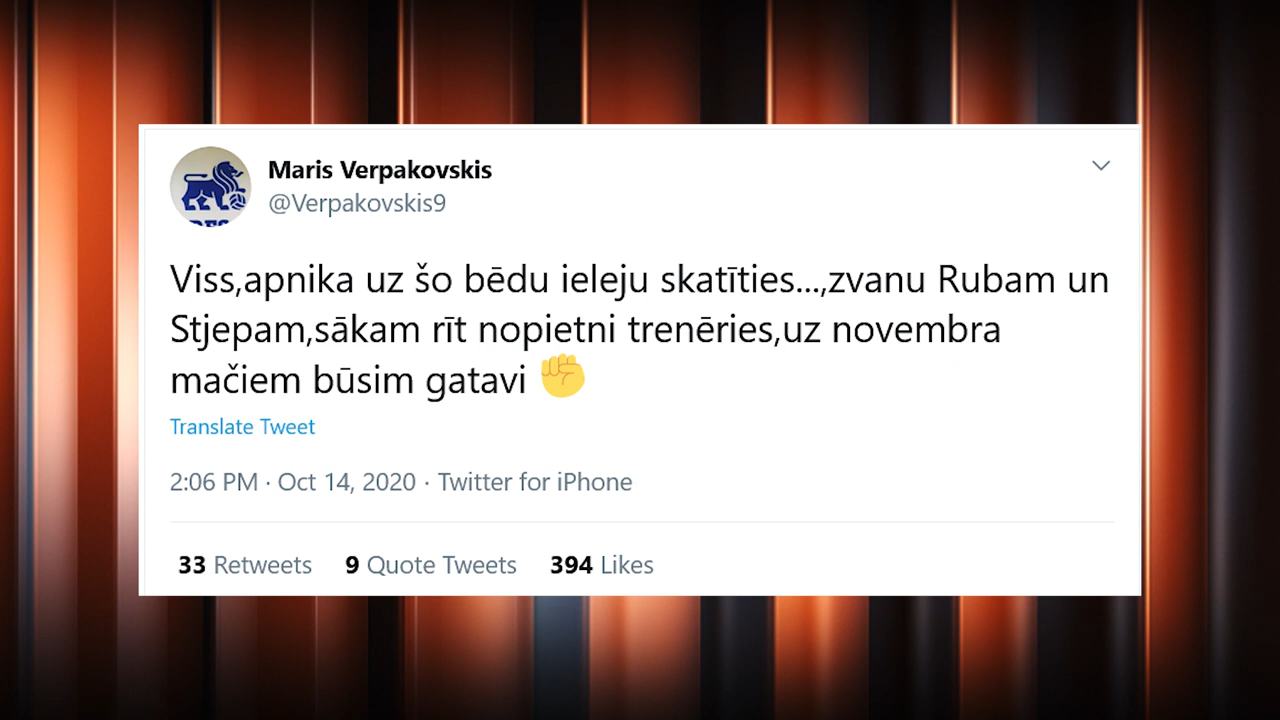 Maris Verpakovskis
@Verpakovskis9
Viss,apnika uz šo bēdu ieleju skatīties...,zvanu Rubam un
Stjepam,sākam rīt nopietni trenēries,uz novembra
mačiem būsim gatavi ✊
Translate Tweet
2:06 PM · Oct 14, 2020 · Twitter for iPhone
33 Retweets 9 Quote Tweets 394 Likes